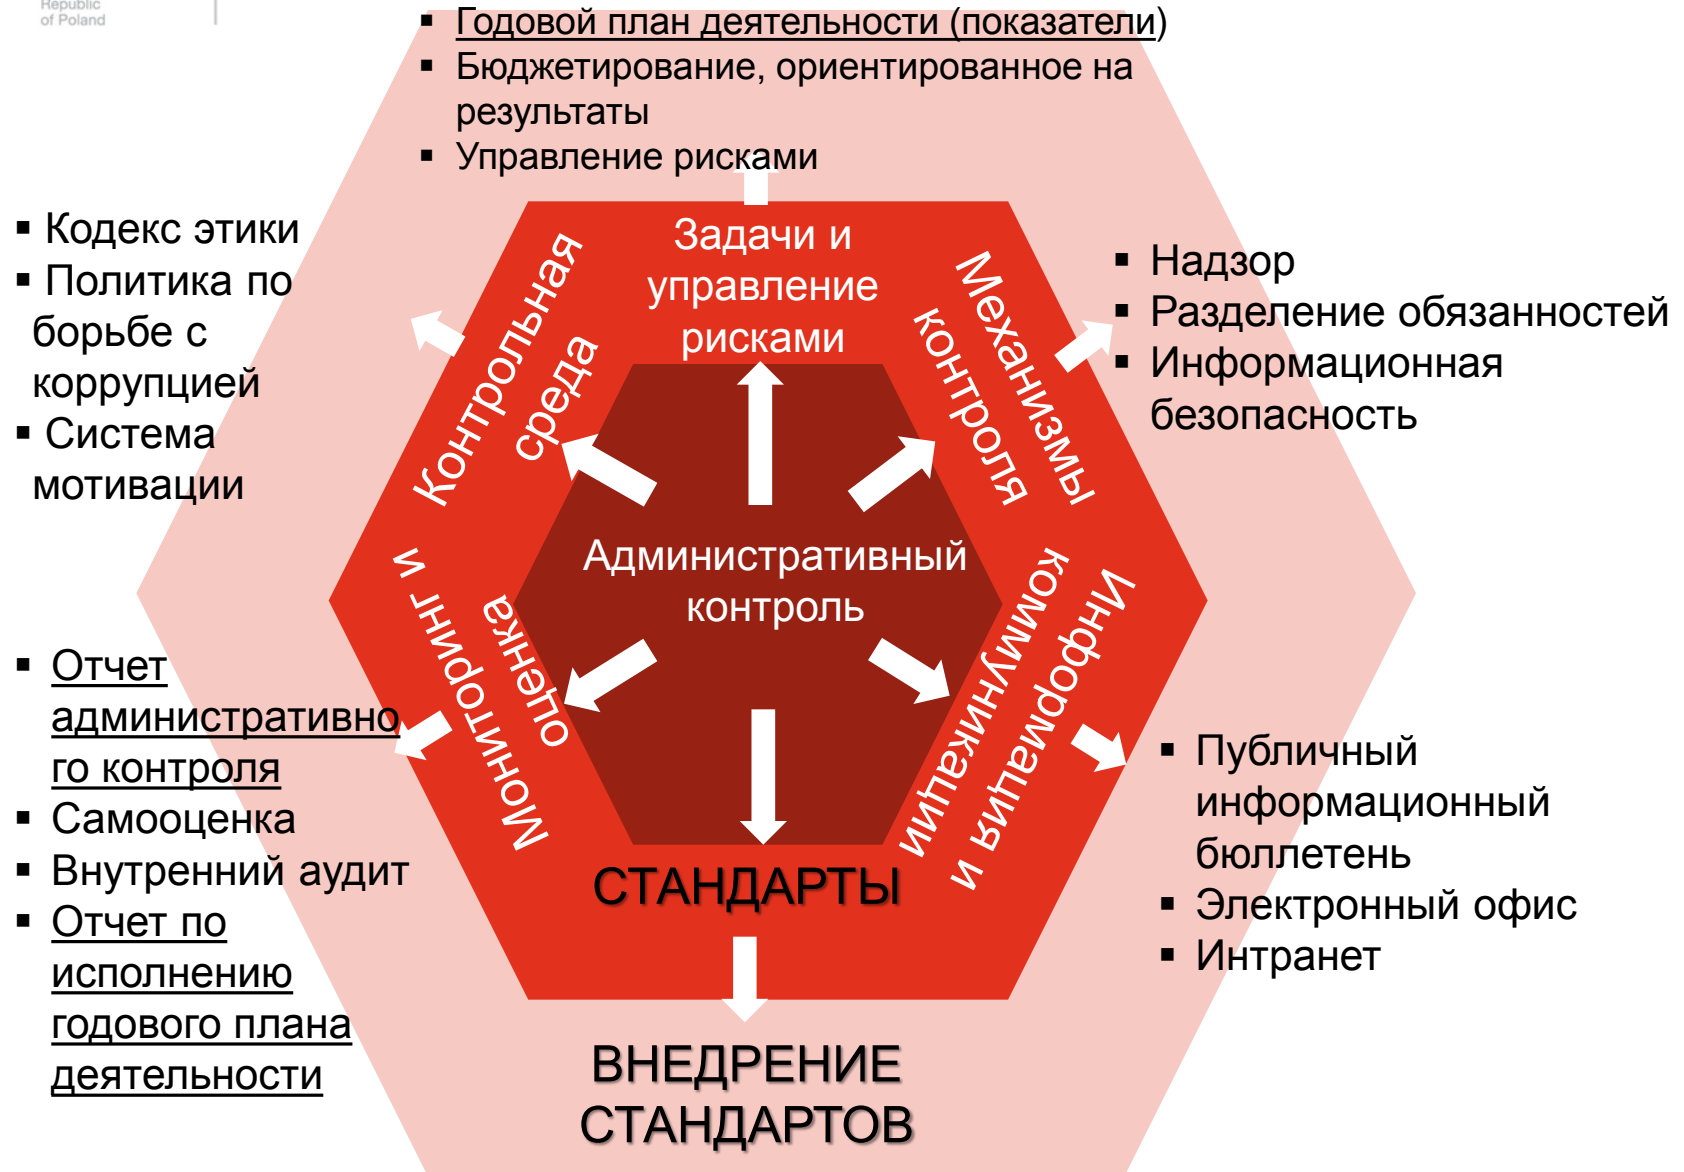 Republic
of Poland
▪ Годовой план деятельности (показатели)
▪ Бюджетирование, ориентированное на
результаты
▪ Управление рисками
▪ Кодекс этики
▪ Политика по
борьбе с
коррупцией
▪ Система
мотивации
Контрольная
среда
Задачи и
управление
рисками
Механизмы
контроля
▪ Надзор
▪ Разделение обязанностей
▪ Информационная
безопасность
Административный
контроль
Мониторинг и
оценка
Информация и
коммуникации
▪ Отчет
административно
го контроля
▪ Самооценка
▪ Внутренний аудит
▪ Отчет по
исполнению
годового плана
деятельности
▪ Публичный
информационный
бюллетень
▪ Электронный офис
▪ Интранет
СТАНДАРТЫ
ВНЕДРЕНИЕ
СТАНДАРТОВ